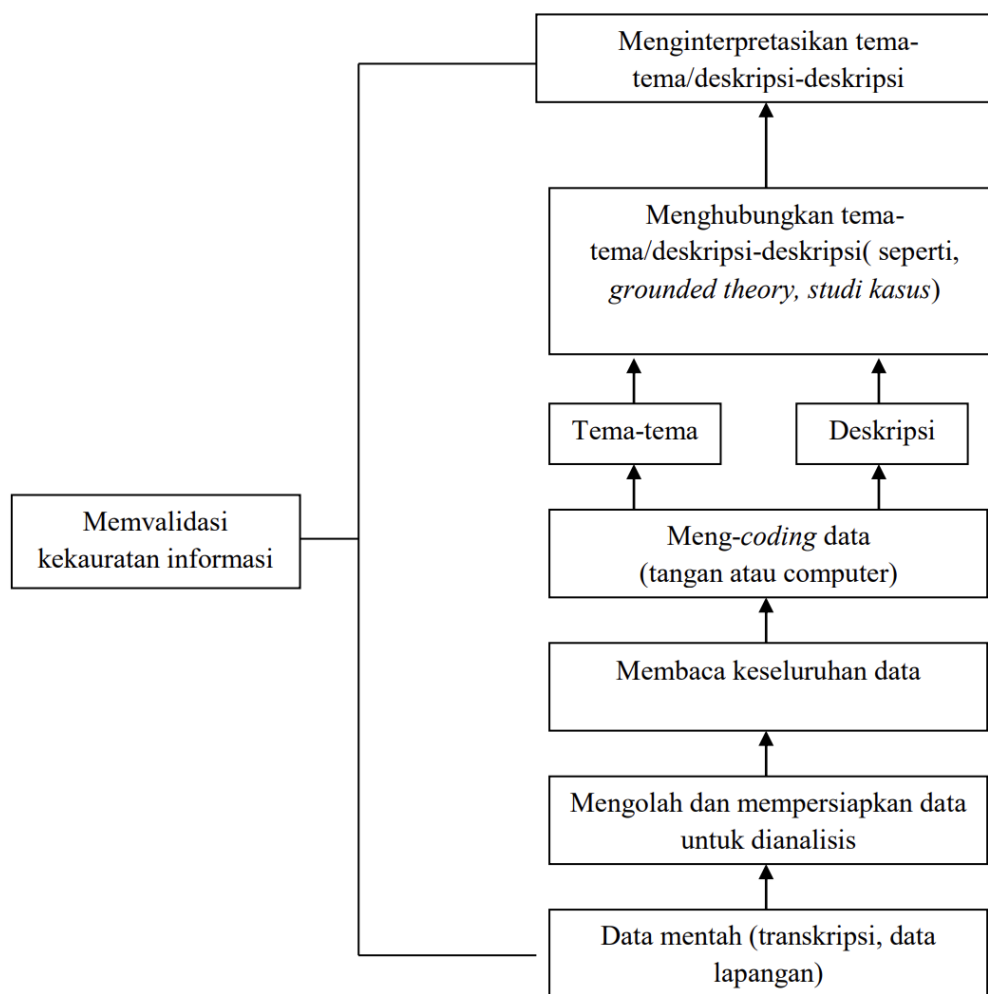 Menginterpretasikan tema-
tema/deskripsi-deskripsi
Menghubungkan tema-
tema/deskripsi-deskripsi( seperti,
grounded theory, studi kasus)
Tema-tema
Deskripsi
Memvalidasi
kekauratan informasi
Meng-coding data
(tangan atau computer)
Membaca keseluruhan data
Mengolah dan mempersiapkan data
untuk dianalisis
Data mentah (transkripsi, data
lapangan)